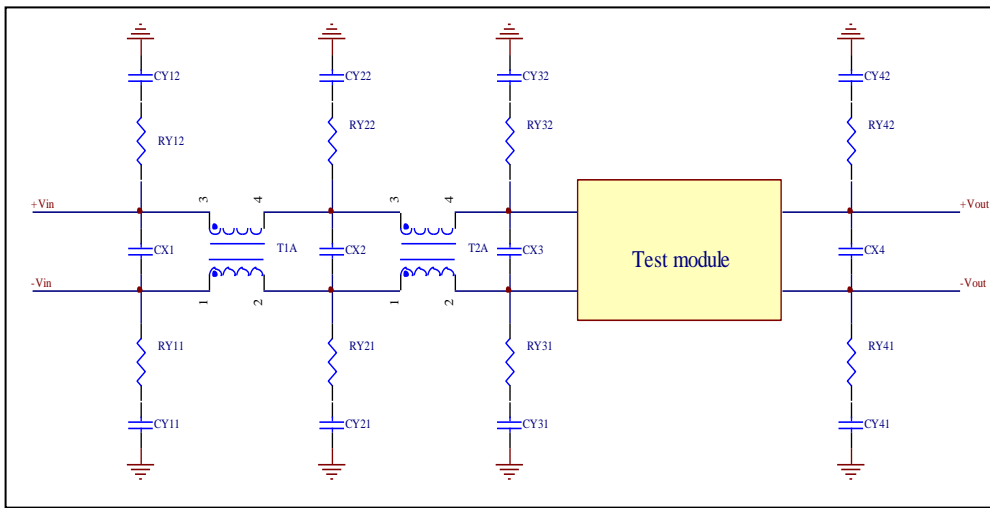 CY12 CY22 CY32 CY42
RY12 RY22 RY32 RY42
3 4 3 4
+Vin +Vout
CX1 T1A CX2 T2A CX3 Test module CX4
-Vin -Vout
1 2 1 2
RY11 RY21 RY31 RY41
CY11 CY21 CY31 CY41